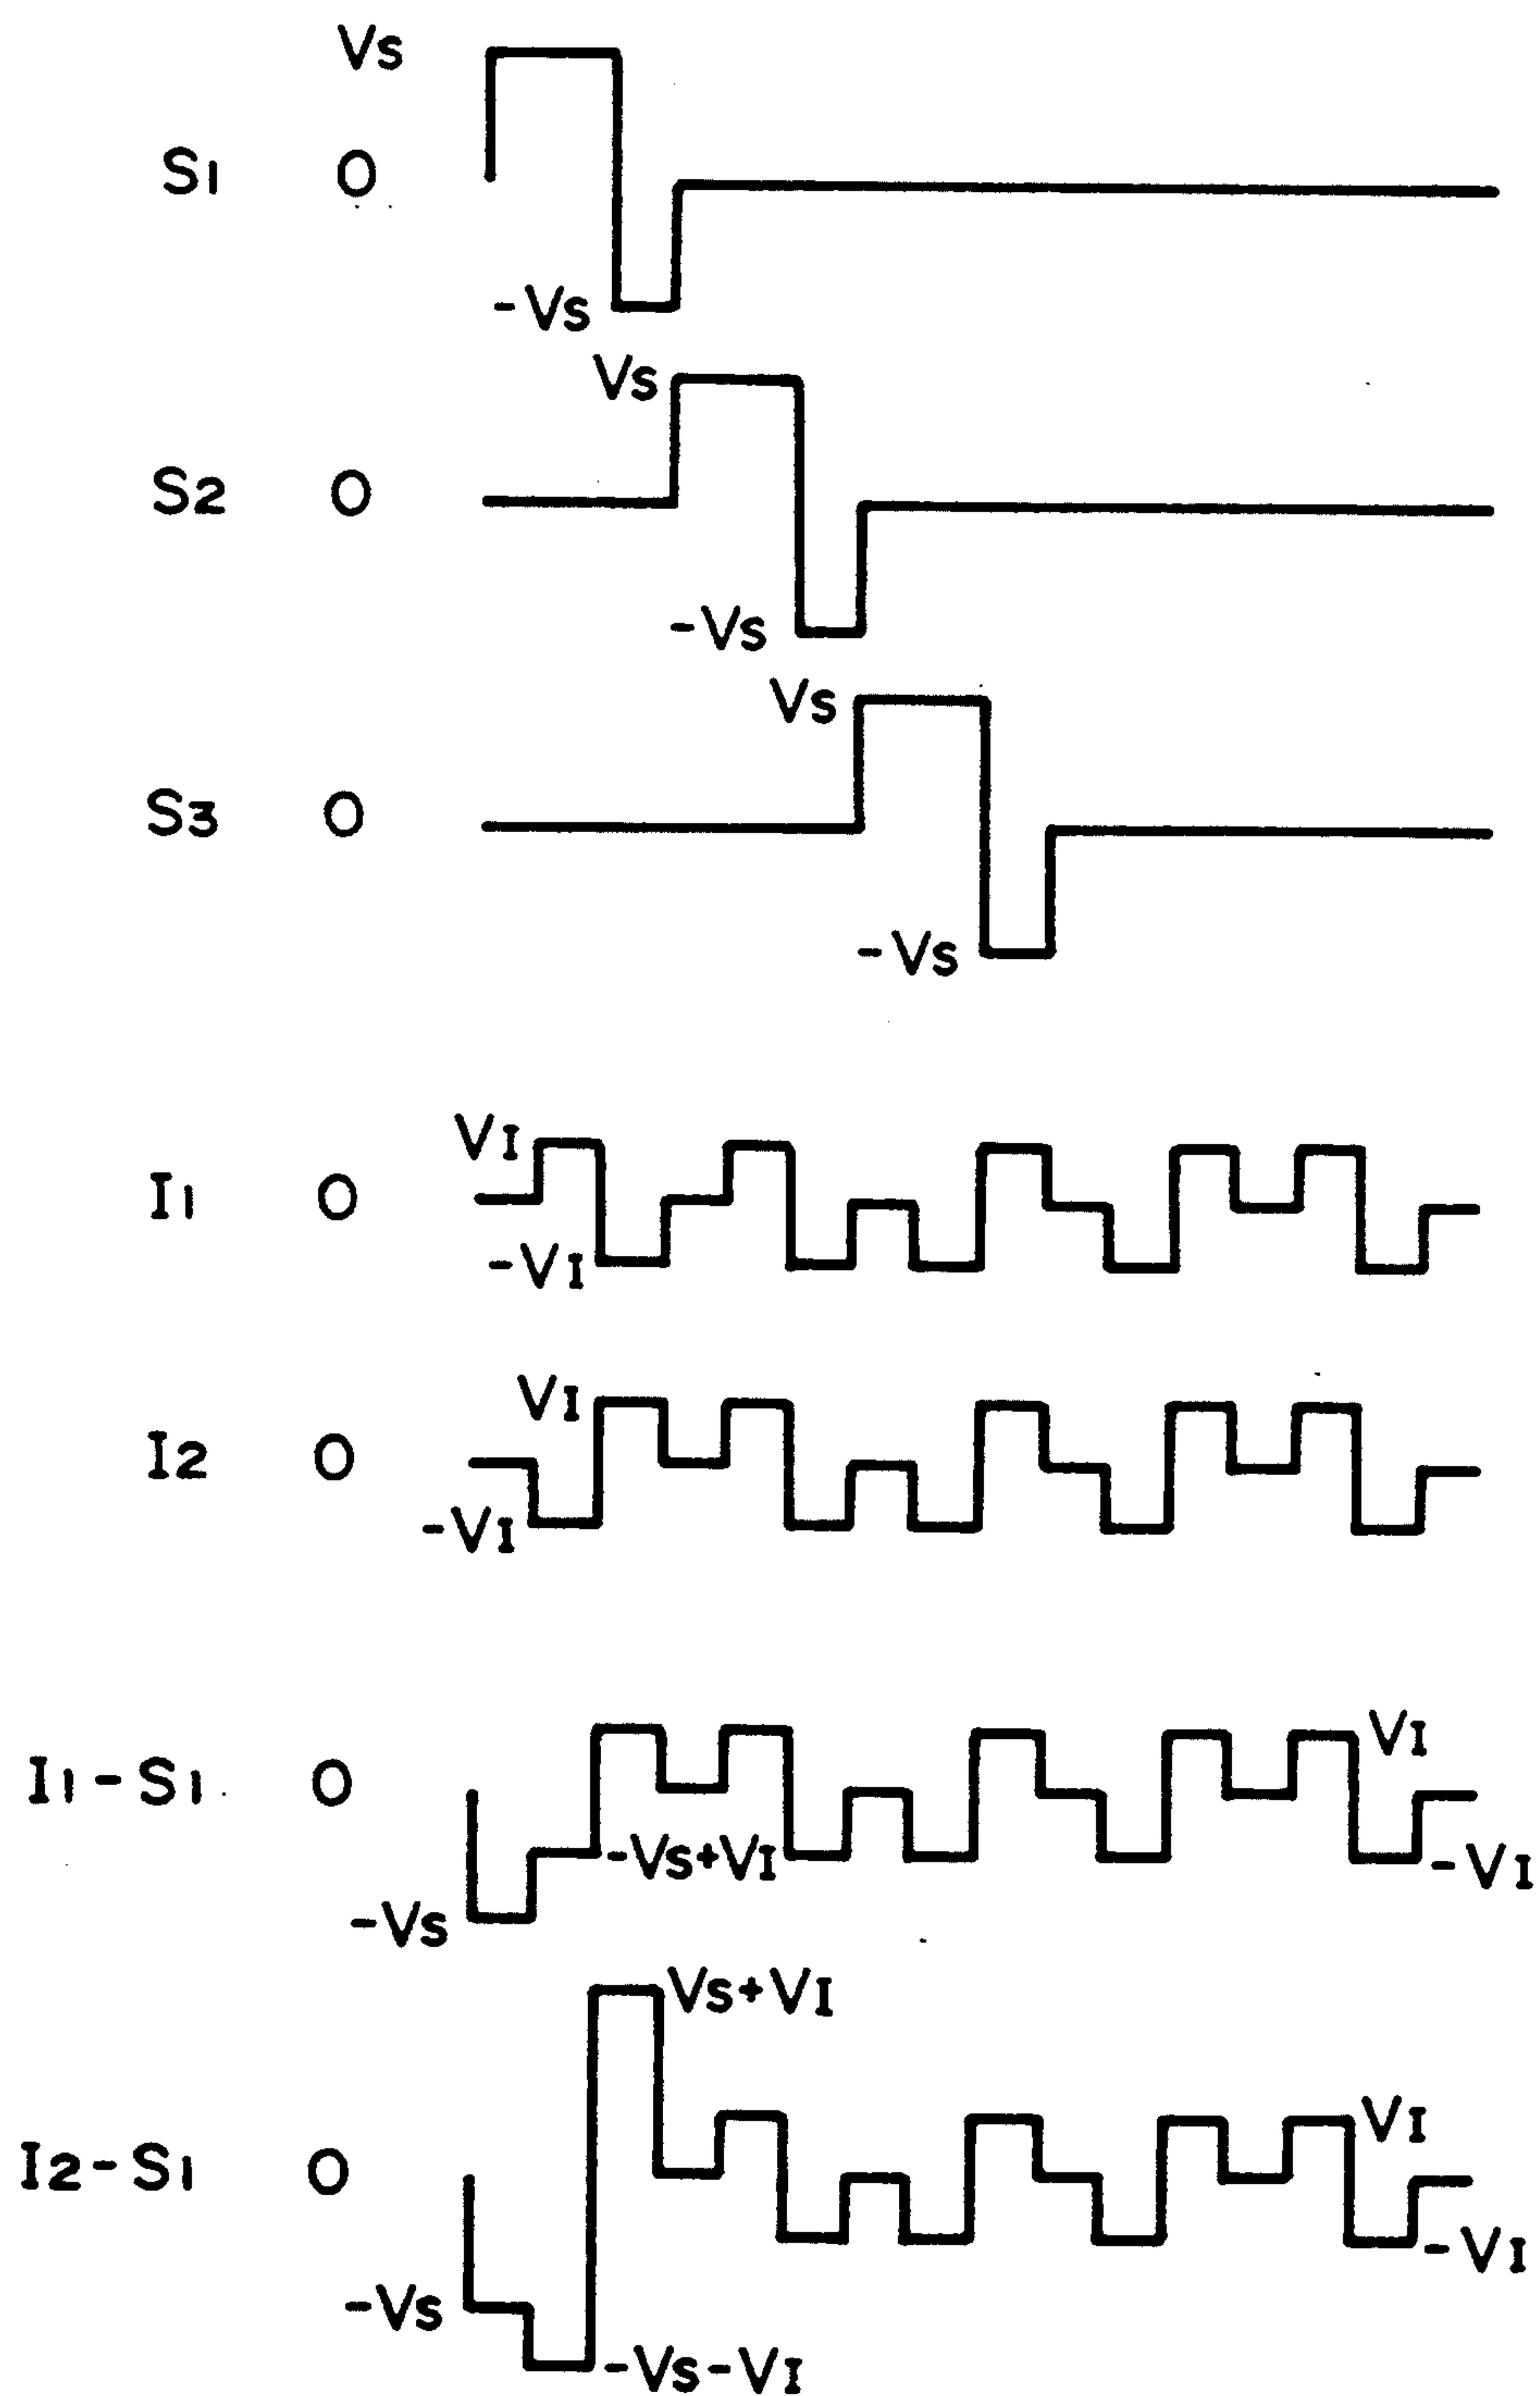 Vs
S1 0
-Vs
Vs
S2 0
-Vs
Vs
S3 0
-Vs
VI
I1 0
-VI
VI
I2 0
-VI
VI
I1-S1 0
-Vs+VI
-VI
-Vs
Vs+VI
VI
I2-S1 0
-VI
-Vs
-Vs-VI